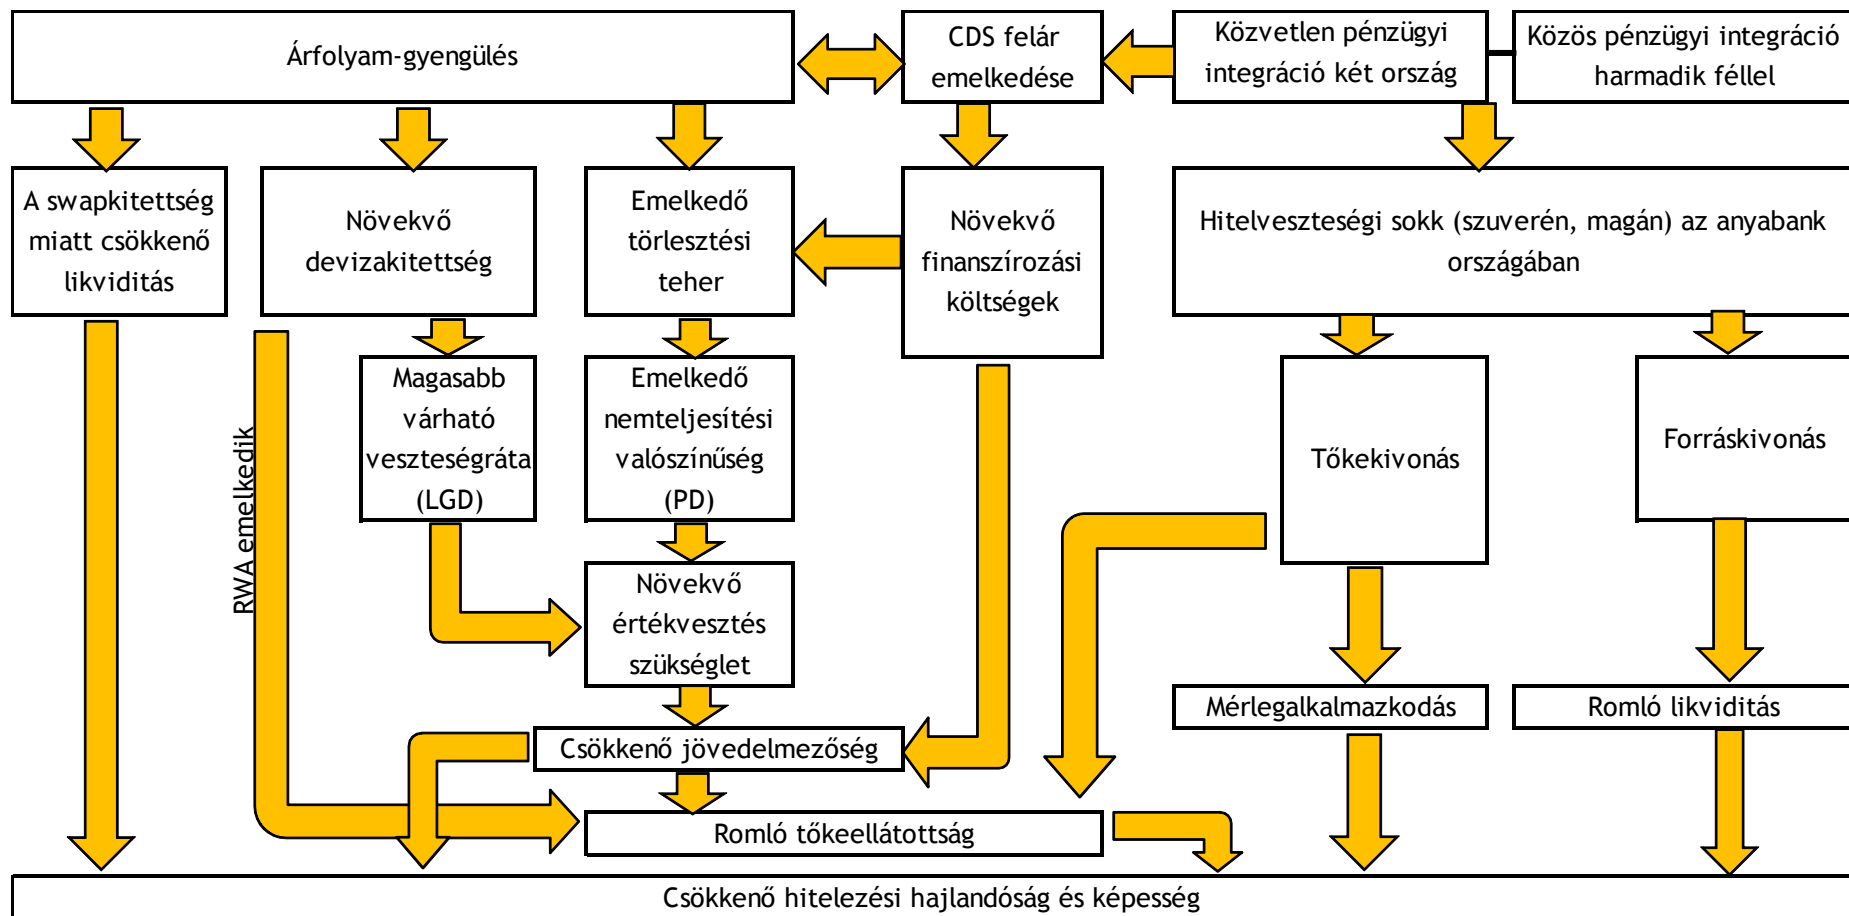 Árfolyam-gyengülés
CDS felár
emelkedése
Közvetlen pénzügyi
integráció két ország
Közös pénzügyi integráció
harmadik féllel
A swapkitettség
miatt csökkenő
likviditás
Növekvő
devizakitettség
Emelkedő
törlesztési
teher
Növekvő
finanszírozási
költségek
Hitelveszteségi sokk (szuverén, magán) az anyabank
országában
RWA emelkedik
Magasabb
várható
veszteségráta
(LGD)
Emelkedő
nemteljesítési
valószínűség
(PD)
Tőkekivonás
Forráskivonás
Növekvő
értékvesztés
szükséglet
Mérlegalkalmazkodás
Romló likviditás
Csökkenő jövedelmezőség
Romló tőkeellátottság
Csökkenő hitelezési hajlandóság és képesség